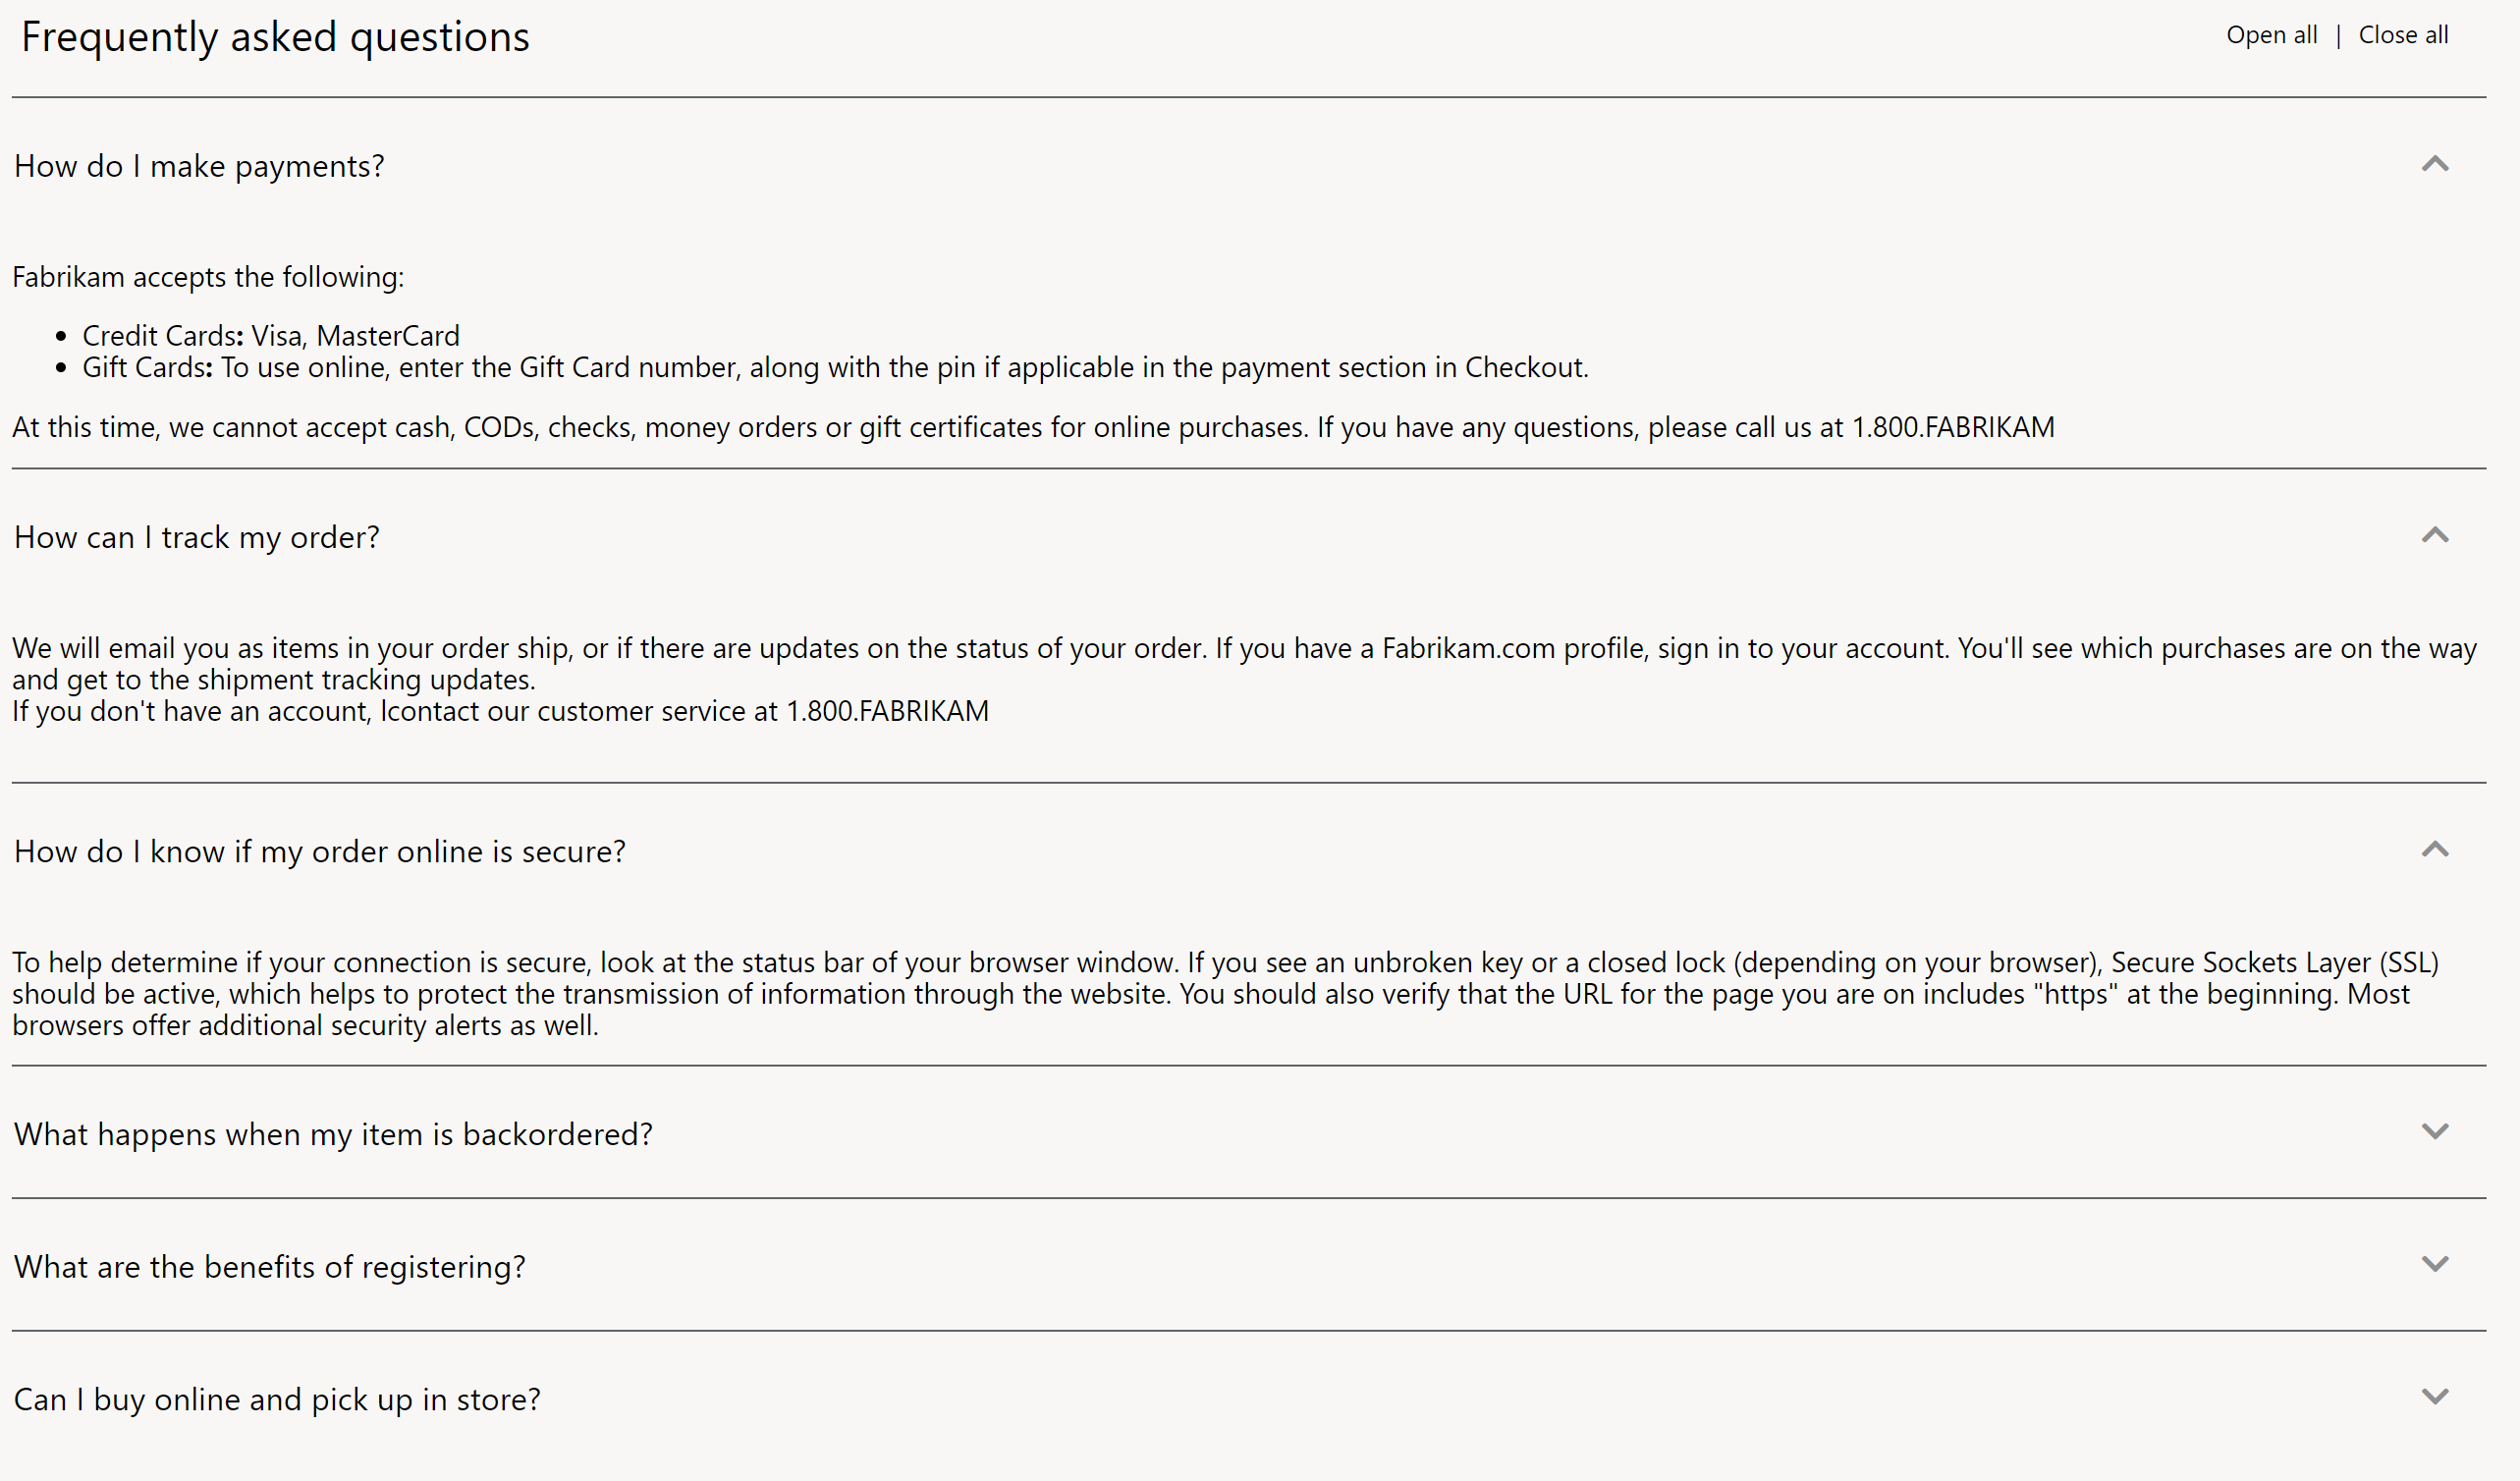 Frequently asked questions
Open all | Close all
How do I make payments?
Fabrikam accepts the following:
• Credit Cards: Visa, MasterCard
• Gift Cards: To use online, enter the Gift Card number, along with the pin if applicable in the payment section in Checkout.
At this time, we cannot accept cash, CODs, checks, money orders or gift certificates for online purchases. If you have any questions, please call us at 1.800.FABRIKAM
How can I track my order?
We will email you as items in your order ship, or if there are updates on the status of your order. If you have a Fabrikam.com profile, sign in to your account. You'll see which purchases are on the way
and get to the shipment tracking updates.
If you don't have an account, lcontact our customer service at 1.800.FABRIKAM
How do I know if my order online is secure?
To help determine if your connection is secure, look at the status bar of your browser window. If you see an unbroken key or a closed lock (depending on your browser), Secure Sockets Layer (SSL)
should be active, which helps to protect the transmission of information through the website. You should also verify that the URL for the page you are on includes "https" at the beginning. Most
browsers offer additional security alerts as well.
What happens when my item is backordered?
What are the benefits of registering?
Can I buy online and pick up in store?